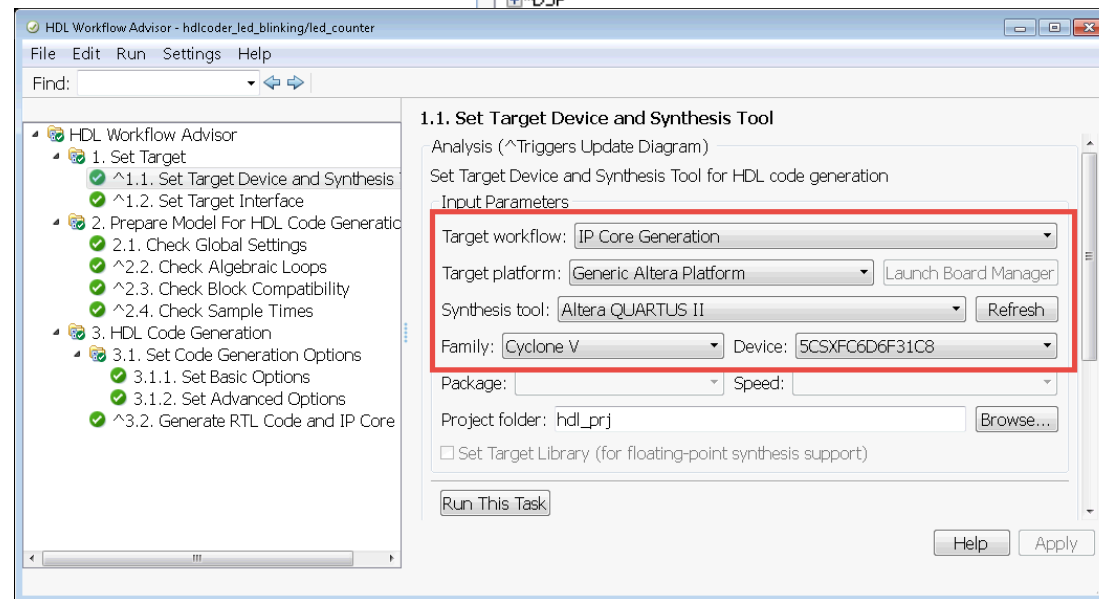 DSP
HDL Workflow Advisor - hdlcoder_led_blinking/led_counter
File Edit Run Settings Help
Find:
HDL Workflow Advisor
1. Set Target
^1.1. Set Target Device and Synthesis
^1.2. Set Target Interface
2. Prepare Model For HDL Code Generatic
2.1. Check Global Settings
^2.2. Check Algebraic Loops
^2.3. Check Block Compatibility
^2.4. Check Sample Times
3. HDL Code Generation
3.1. Set Code Generation Options
3.1.1. Set Basic Options
3.1.2. Set Advanced Options
^3.2. Generate RTL Code and IP Core
1.1. Set Target Device and Synthesis Tool
Analysis (^Triggers Update Diagram)
Set Target Device and Synthesis Tool for HDL code generation
Input Parameters
Target workflow: IP Core Generation
Target platform: Generic Altera Platform Launch Board Manager
Synthesis tool: Altera QUARTUS II Refresh
Family: Cyclone V Device: 5CSXFC6D6F31C8
Package: Speed:
Project folder: hdl_prj Browse...
Set Target Library (for floating-point synthesis support)
Run This Task
Help Apply